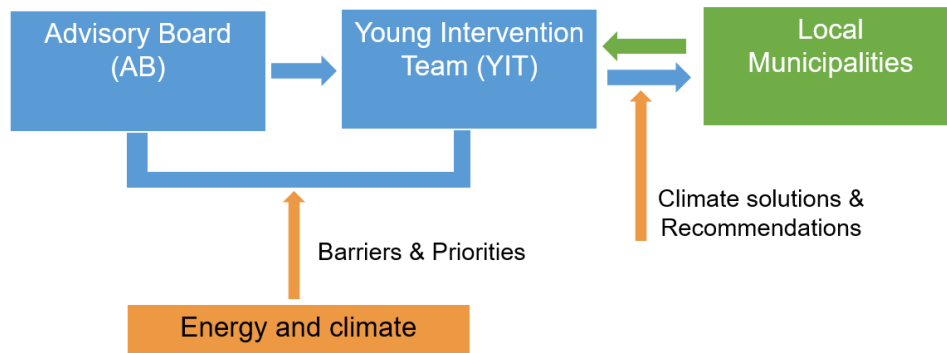 Advisory Board
(AB)
Young Intervention
Team (YIT)
Local
Municipalities
Climate solutions &
Recommendations
Barriers & Priorities
Energy and climate